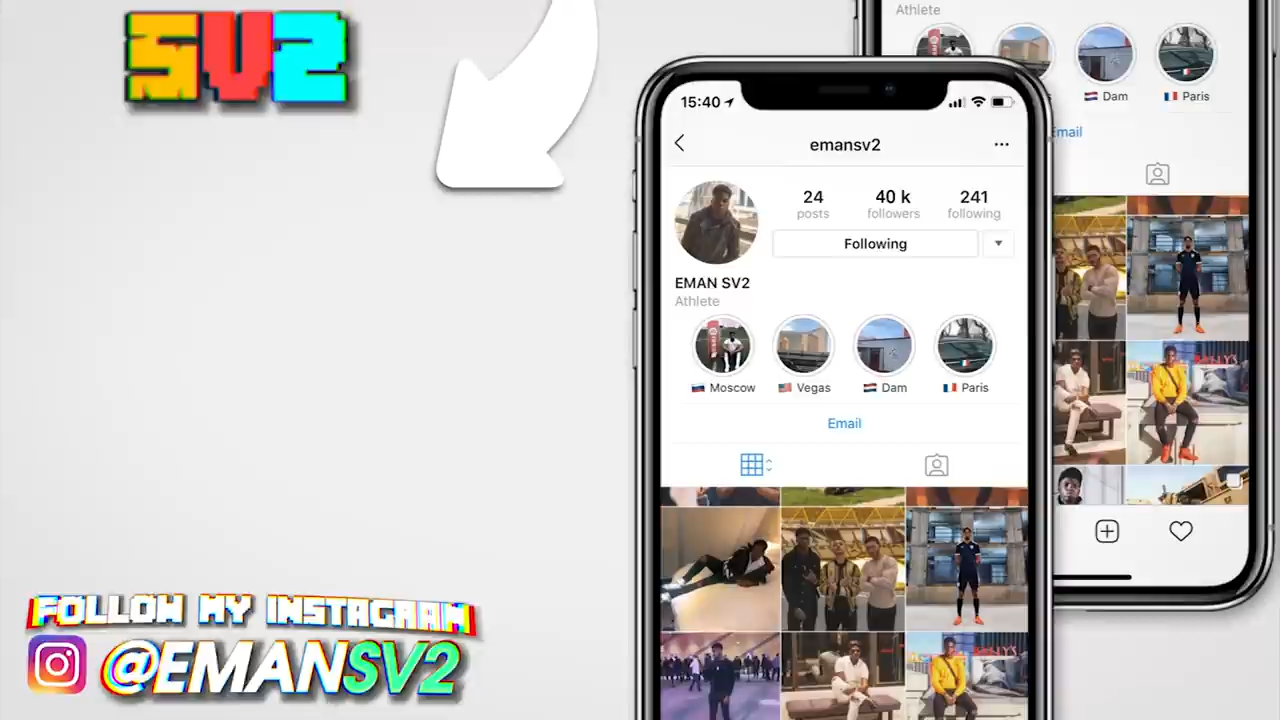 SV2
Athlete
Dam
Paris
Email
15:40
emansv2
24
40 k
241
posts
followers
following
Following
EMAN SV2
Athlete
Moscow
Vegas
Dam
Paris
Email
FOLLOW MY INSTAGRAM
@EMANSV2